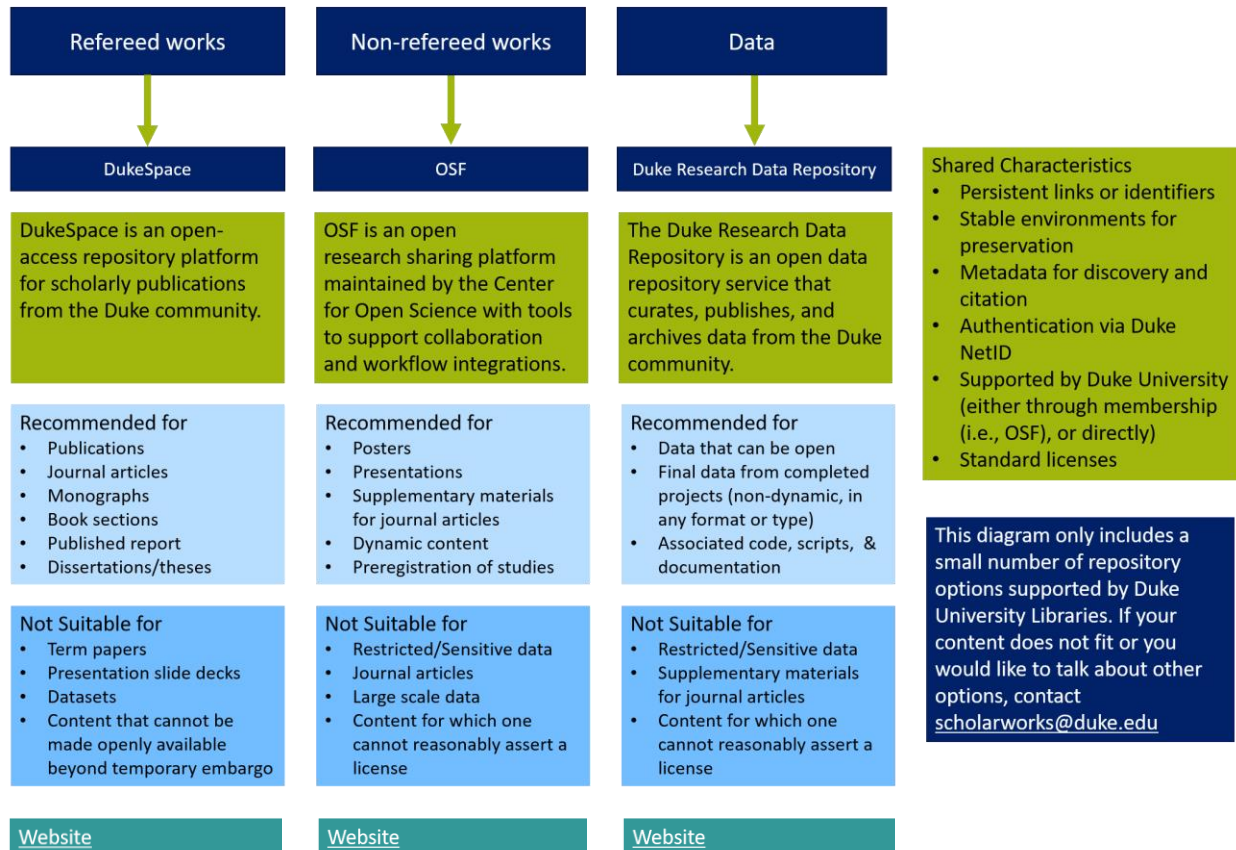 Refereed works
Non-refereed works
Data
DukeSpace
OSF
Duke Research Data Repository
DukeSpace is an open-
access repository platform
for scholarly publications
from the Duke community.
OSF is an open
research sharing platform
maintained by the Center
for Open Science with tools
to support collaboration
and workflow integrations.
The Duke Research Data
Repository is an open data
repository service that
curates, publishes, and
archives data from the Duke
community.
Recommended for
• Publications
• Journal articles
• Monographs
• Book sections
• Published report
• Dissertations/theses
Recommended for
• Posters
• Presentations
• Supplementary materials
for journal articles
• Dynamic content
• Preregistration of studies
Recommended for
• Data that can be open
• Final data from completed
projects (non-dynamic, in
any format or type)
• Associated code, scripts, &
documentation
Not Suitable for
• Term papers
• Presentation slide decks
• Datasets
• Content that cannot be
made openly available
beyond temporary embargo
Not Suitable for
• Restricted/Sensitive data
• Journal articles
• Large scale data
• Content for which one
cannot reasonably assert a
license
Not Suitable for
• Restricted/Sensitive data
• Supplementary materials
for journal articles
• Content for which one
cannot reasonably assert a
license
Website
Website
Website
Shared Characteristics
• Persistent links or identifiers
• Stable environments for
preservation
• Metadata for discovery and
citation
• Authentication via Duke
NetID
• Supported by Duke University
(either through membership
(i.e., OSF), or directly)
• Standard licenses
This diagram only includes a
small number of repository
options supported by Duke
University Libraries. If your
content does not fit or you
would like to talk about other
options, contact
scholarworks@duke.edu